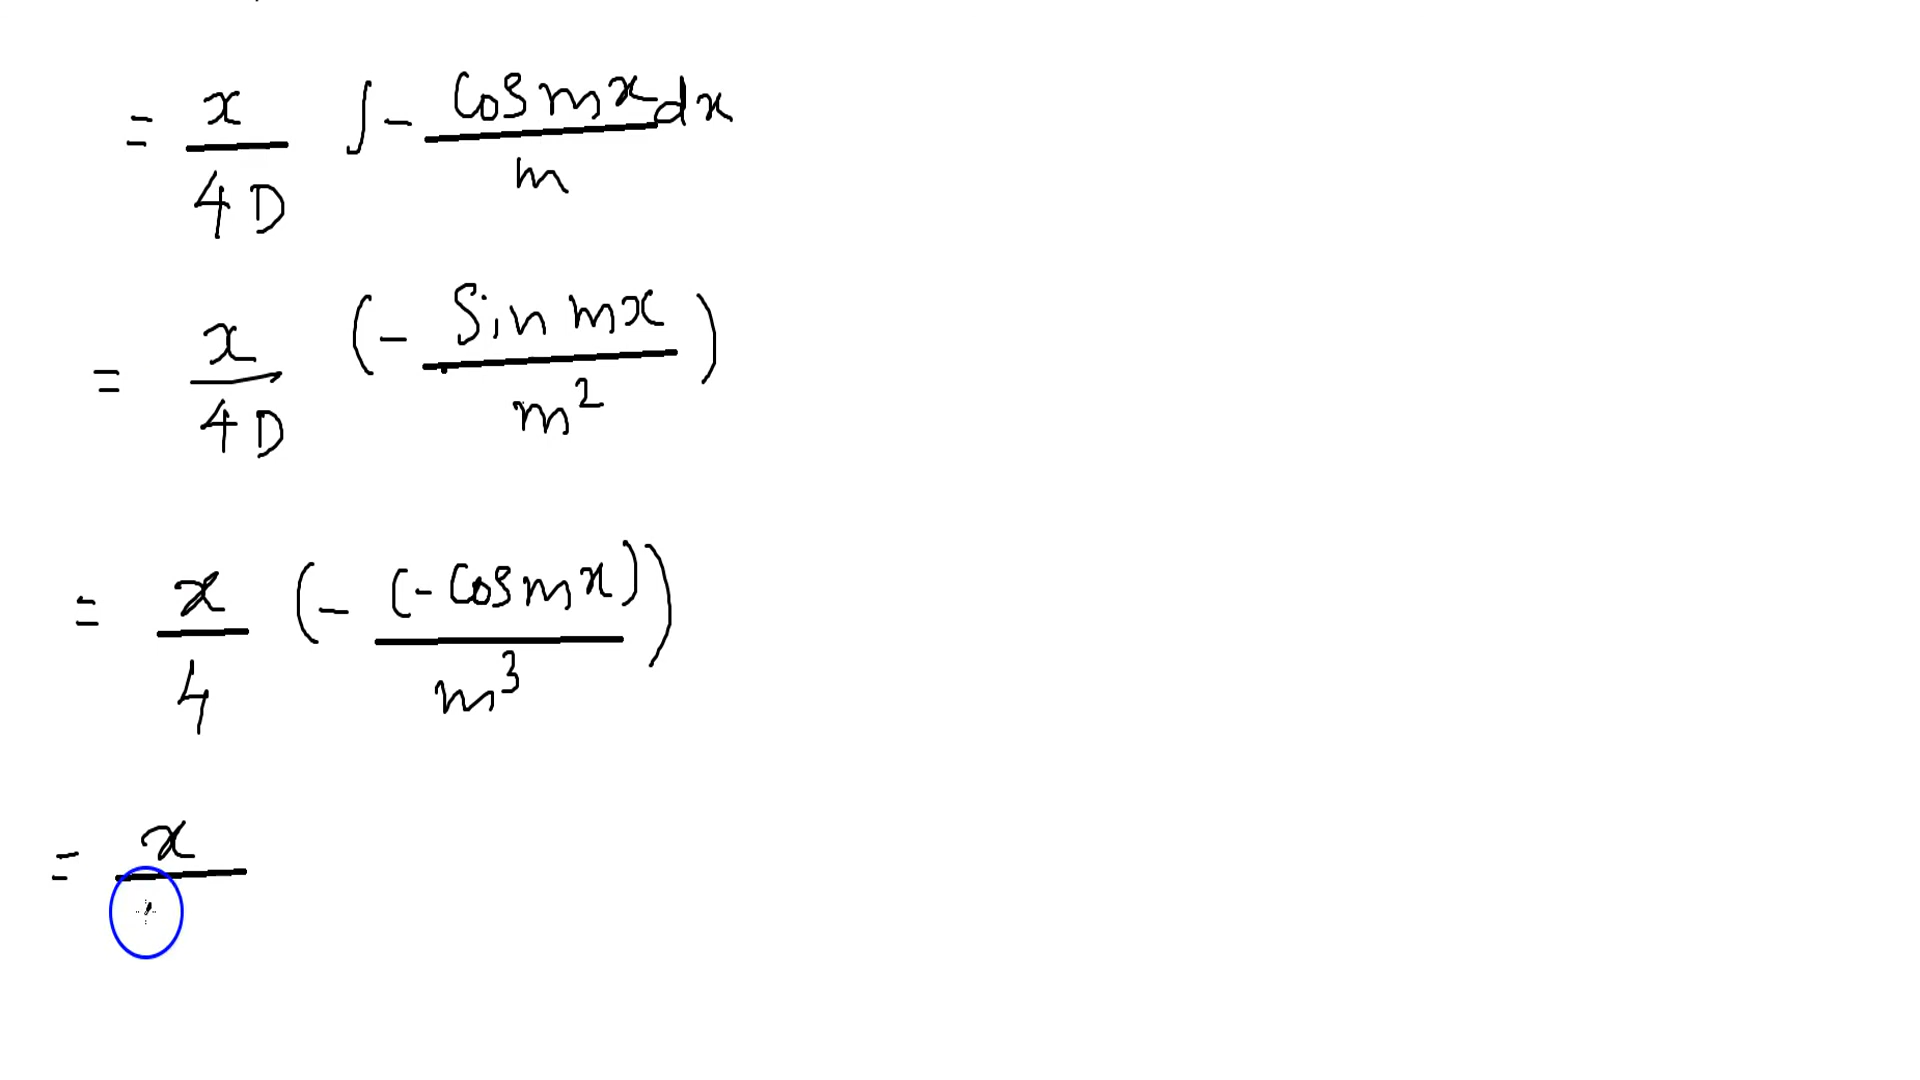 = x/4D ∫ - Cos mx/m dx
= x/4D (- Sin mx/m²)
= x/4 (- (-Cos mx)/m³)
= x/